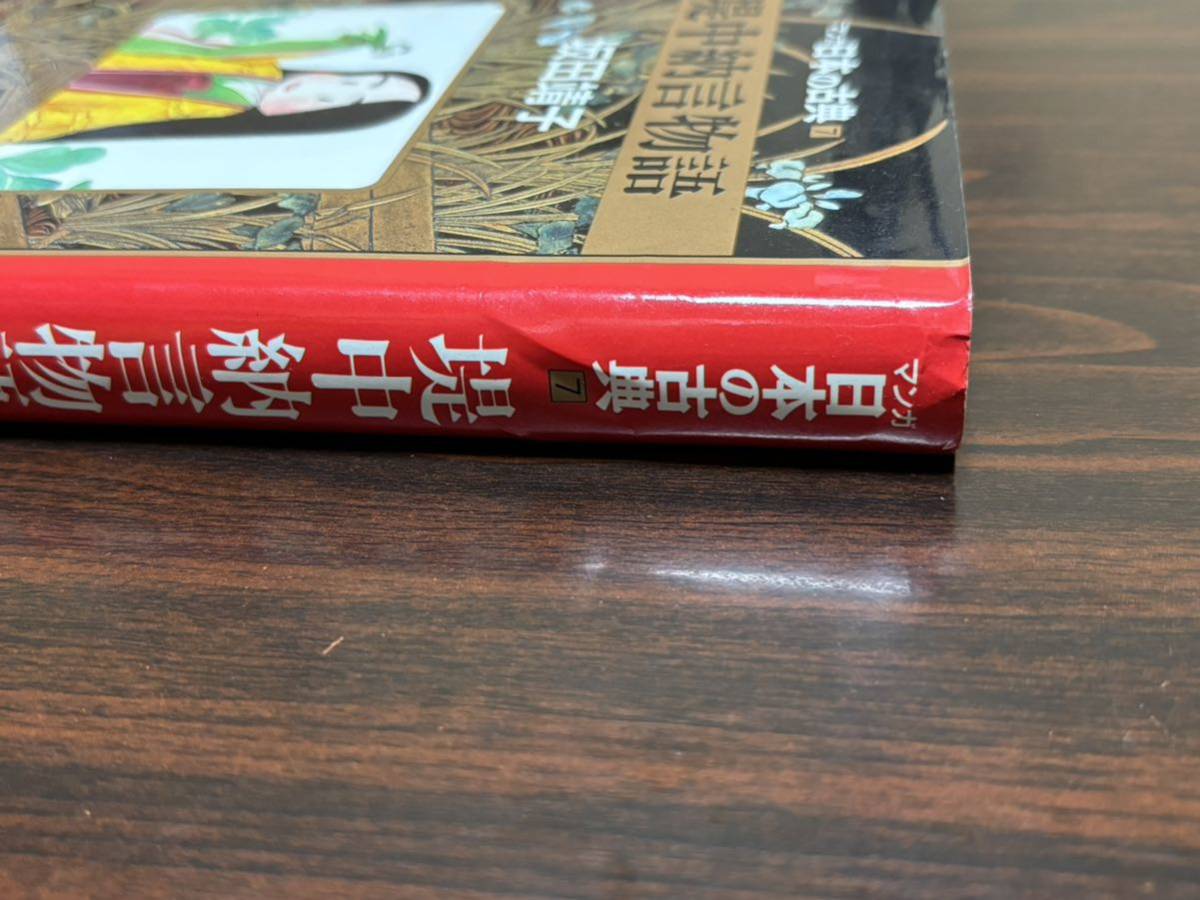 マンガ
日本の古典 7
堤中納言物語
坂田靖子
マンガ
日本の古典
7
堤中納言物